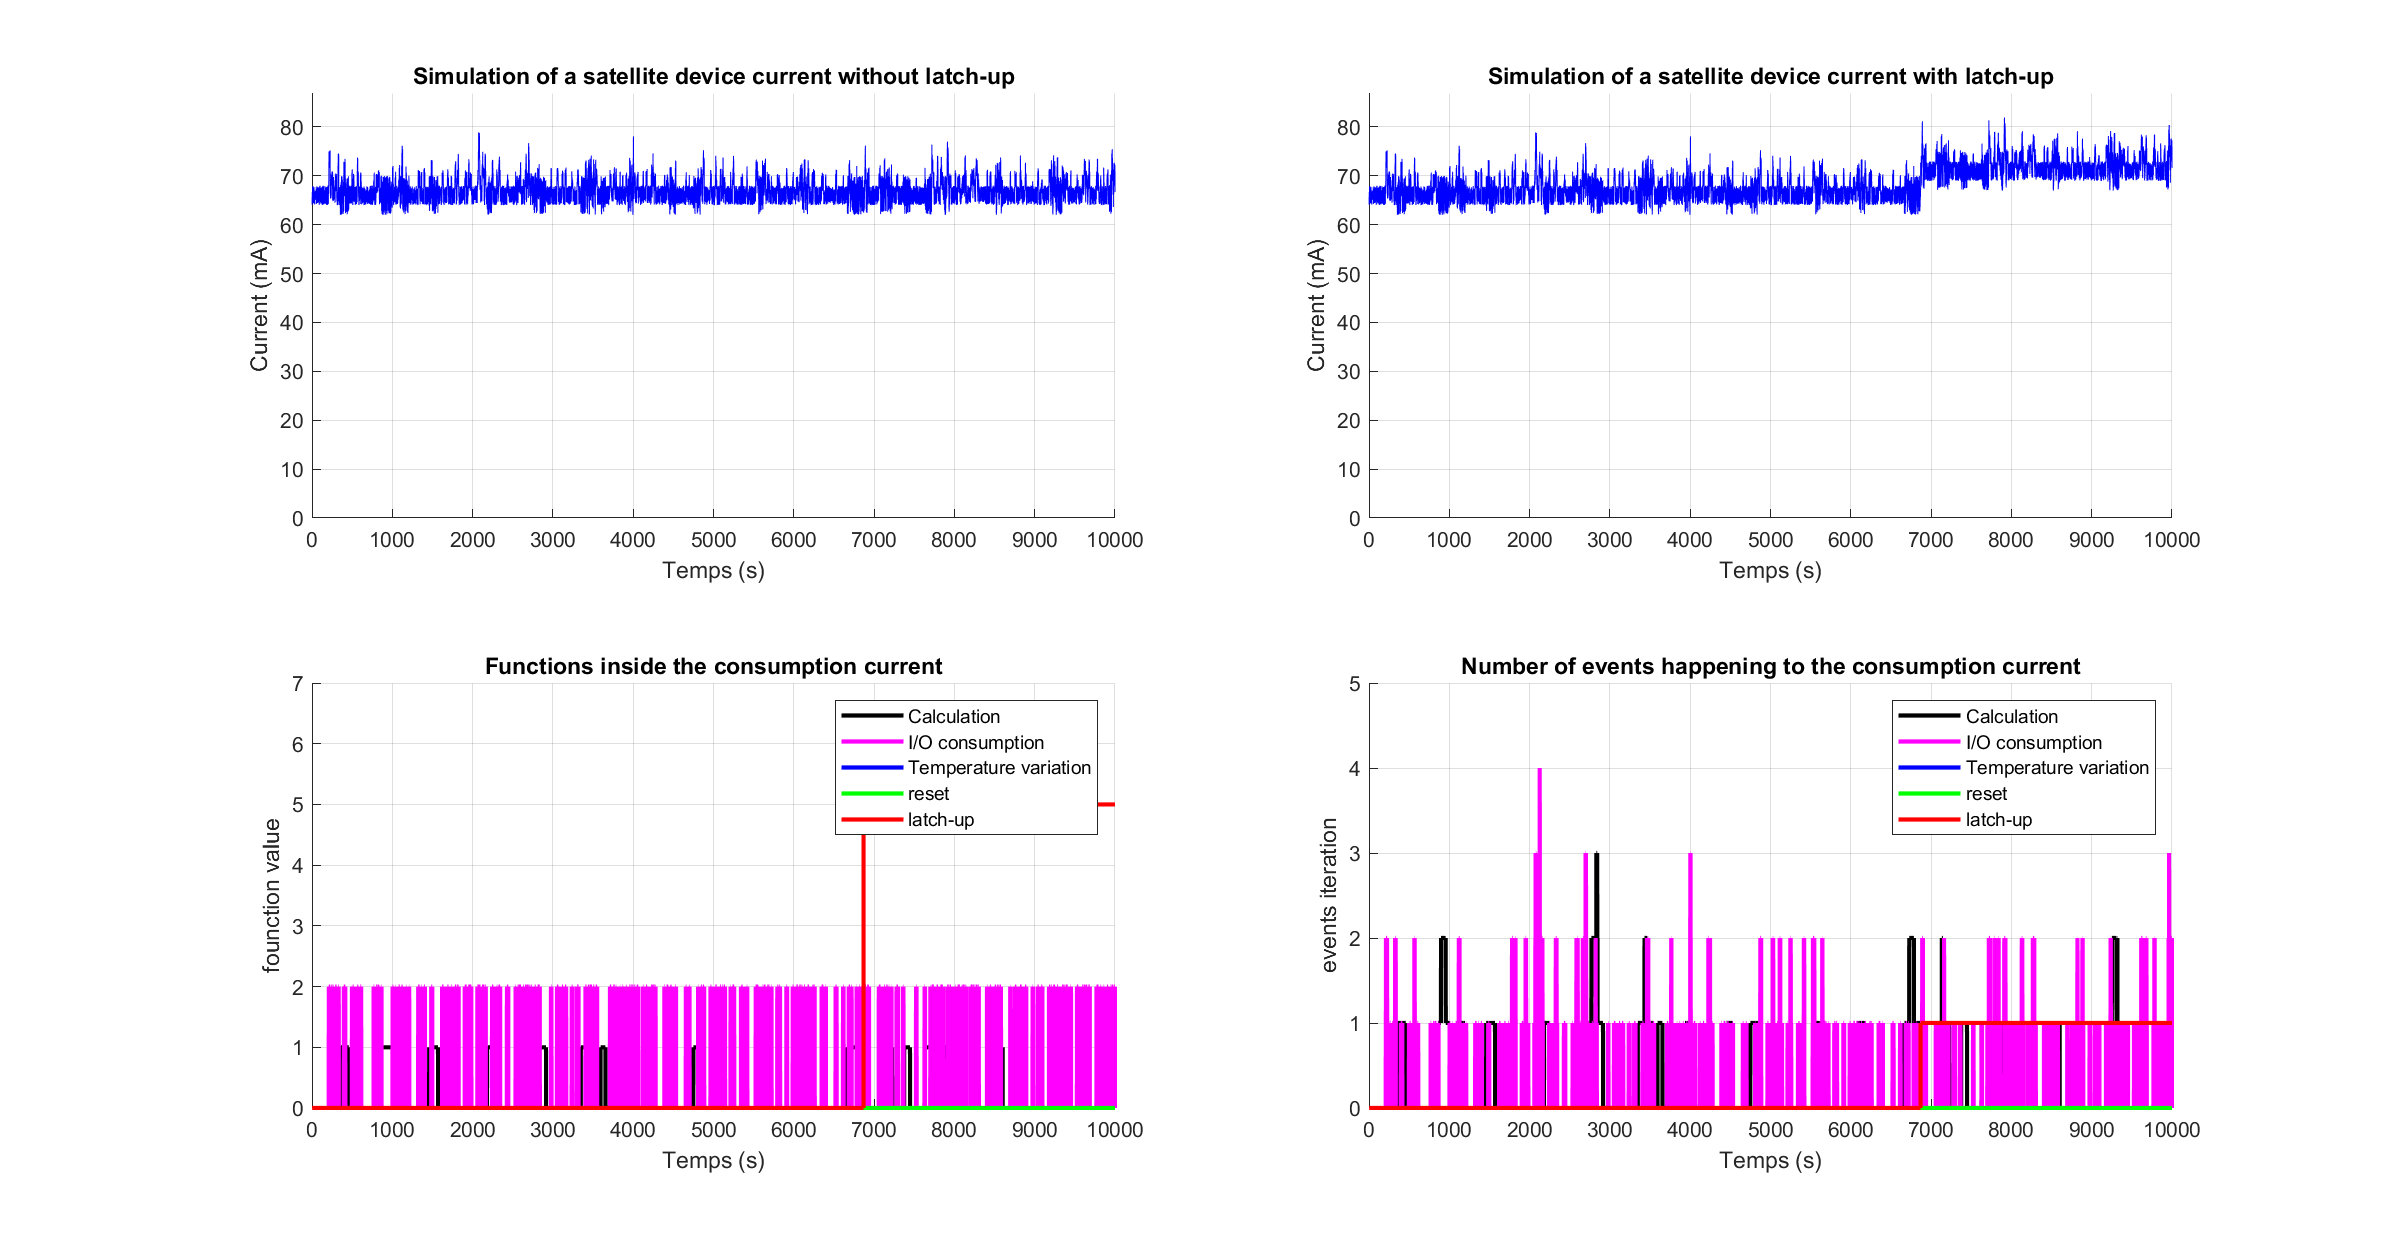 Simulation of a satellite device current without latch-up
80
70
60
50
40
30
20
10
0
Current (mA)
0 1000 2000 3000 4000 5000 6000 7000 8000 9000 10000
Temps (s)
Simulation of a satellite device current with latch-up
80
70
60
50
40
30
20
10
0
Current (mA)
0 1000 2000 3000 4000 5000 6000 7000 8000 9000 10000
Temps (s)
Functions inside the consumption current
7
6
5
4
3
2
1
0
founction value
Calculation
I/O consumption
Temperature variation
reset
latch-up
0 1000 2000 3000 4000 5000 6000 7000 8000 9000 10000
Temps (s)
Number of events happening to the consumption current
5
4
3
2
1
0
events iteration
Calculation
I/O consumption
Temperature variation
reset
latch-up
0 1000 2000 3000 4000 5000 6000 7000 8000 9000 10000
Temps (s)